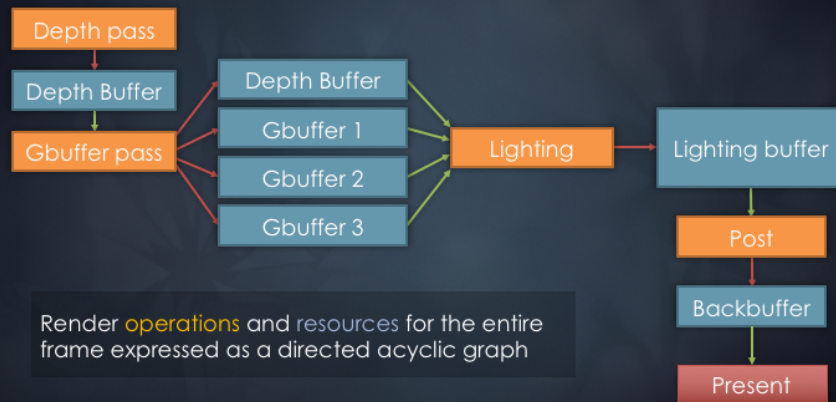 Depth pass
Depth Buffer
Gbuffer pass
Depth Buffer
Gbuffer 1
Gbuffer 2
Gbuffer 3
Lighting
Lighting buffer
Post
Backbuffer
Present
Render operations and resources for the entire
frame expressed as a directed acyclic graph